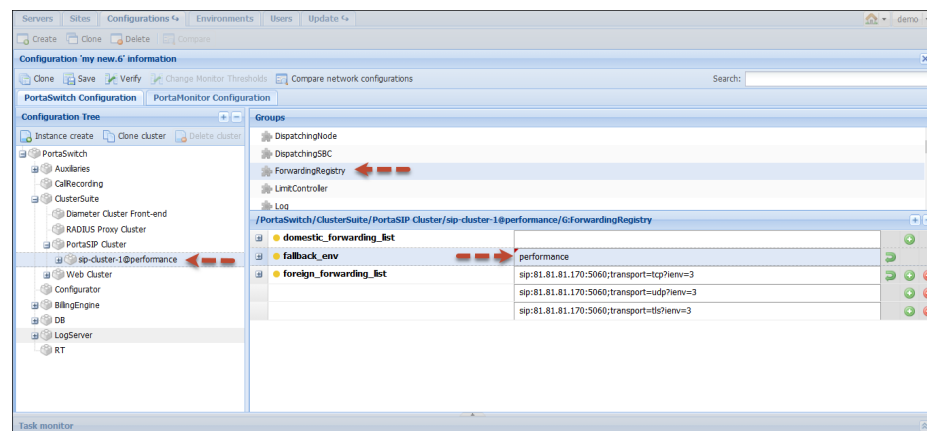 Servers Sites Configurations Environments Users Update demo
Create Clone Delete Compare
Configuration 'my new.6' information
Clone Save Verify Change Monitor Thresholds Compare network configurations Search:
PortaSwitch Configuration PortaMonitor Configuration
Configuration Tree
Instance create Clone cluster Delete cluster
PortaSwitch
Auxiliaries
CallRecording
ClusterSuite
Diameter Cluster Front-end
RADIUS Proxy Cluster
PortaSIP Cluster
sip-cluster-1@performance
Web Cluster
Configurator
BillingEngine
DB
LogServer
RT
Groups
DispatchingNode
DispatchingSBC
ForwardingRegistry
LimitController
Log
/PortaSwitch/ClusterSuite/PortaSIP Cluster/sip-cluster-1@performance/G:ForwardingRegistry
domestic_forwarding_list
fallback_env performance
foreign_forwarding_list sip:81.81.81.170:5060;transport=tcp?ienv=3
sip:81.81.81.170:5060;transport=udp?ienv=3
sip:81.81.81.170:5060;transport=tls?ienv=3
Task monitor